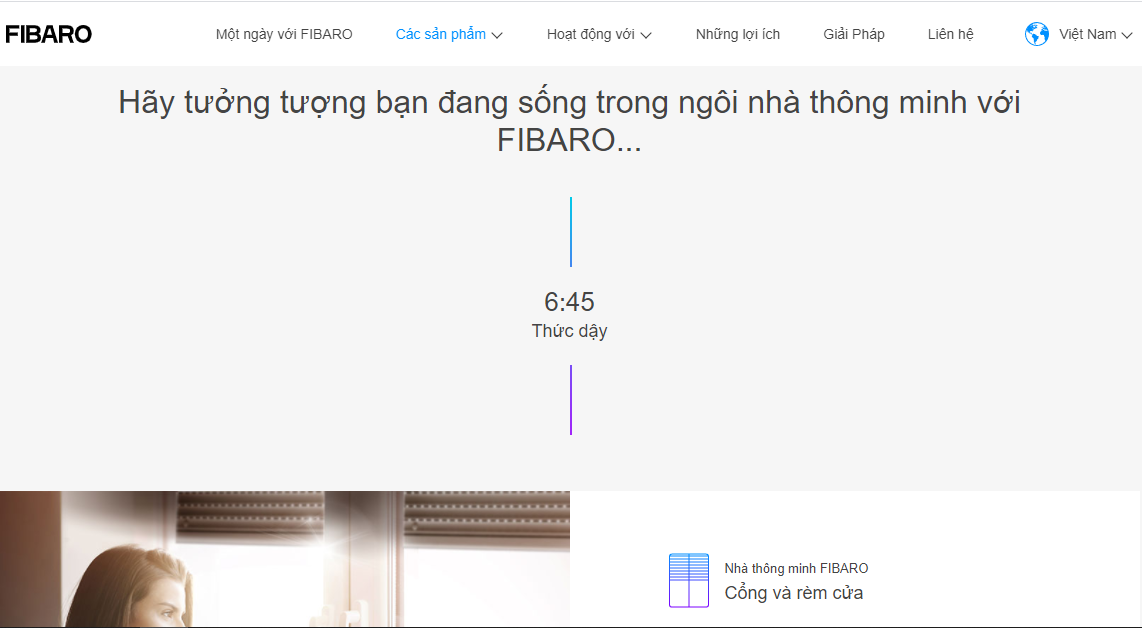 FIBARO
Một ngày với FIBARO
Các sản phẩm
Hoạt động với
Những lợi ích
Giải Pháp
Liên hệ
Việt Nam
Hãy tưởng tượng bạn đang sống trong ngôi nhà thông minh với
FIBARO...
6:45
Thức dậy
Nhà thông minh FIBARO
Cổng và rèm cửa